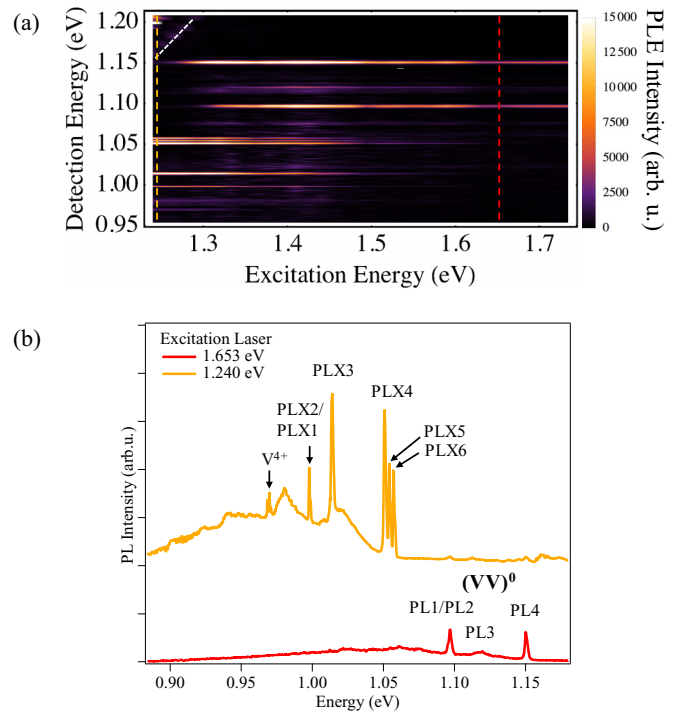 (a)
Detection Energy (eV)
1.20
1.15
1.10
1.05
1.00
0.95
1.3
1.4
1.5
1.6
1.7
Excitation Energy (eV)
15000
12500
10000
7500
5000
2500
0
PLE Intensity (arb. u.)
(b)
PL Intensity (arb.u.)
Excitation Laser
1.653 eV
1.240 eV
PLX3
PLX2/
PLX1
PLX4
PLX5
PLX6
V⁴⁺
(VV)⁰
PL1/PL2
PL3
PL4
0.90
0.95
1.00
1.05
1.10
1.15
Energy (eV)